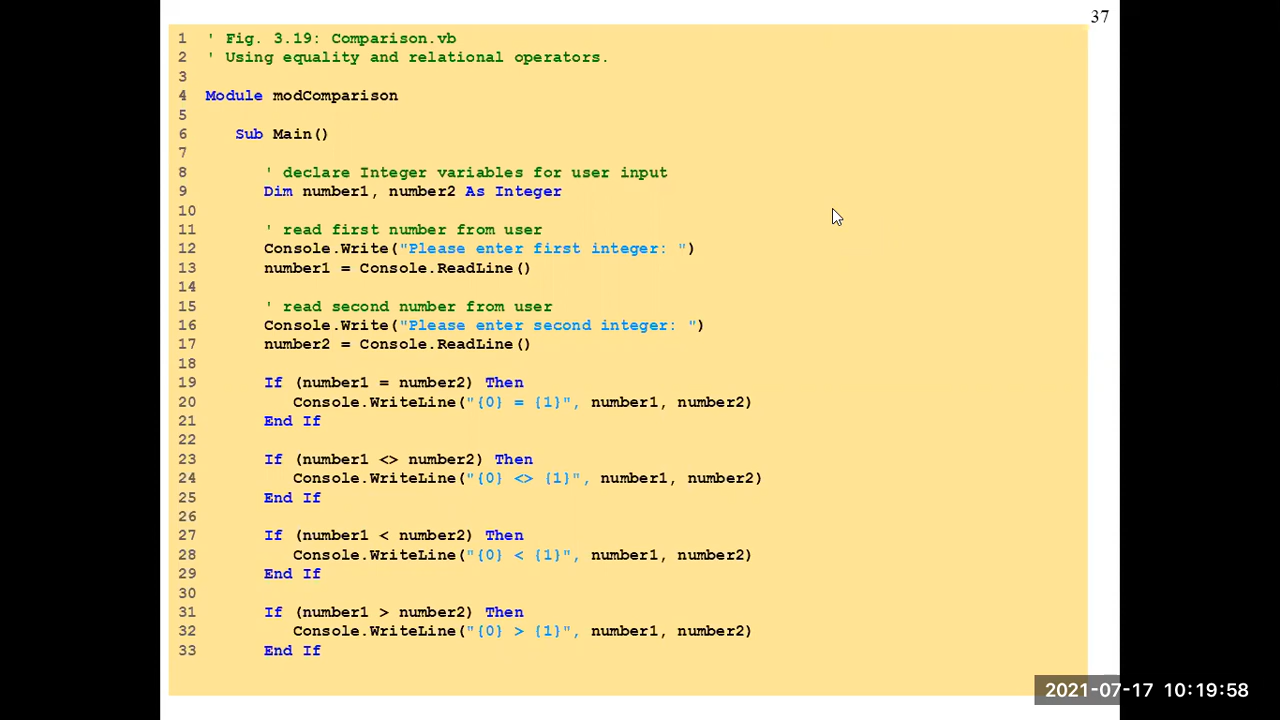 37
1 ' Fig. 3.19: Comparison.vb
2 ' Using equality and relational operators.
3
4 Module modComparison
5
6 Sub Main()
7
8 ' declare Integer variables for user input
9 Dim number1, number2 As Integer
10
11 ' read first number from user
12 Console.Write("Please enter first integer: ")
13 number1 = Console.ReadLine()
14
15 ' read second number from user
16 Console.Write("Please enter second integer: ")
17 number2 = Console.ReadLine()
18
19 If (number1 = number2) Then
20 Console.WriteLine("{0} = {1}", number1, number2)
21 End If
22
23 If (number1 <> number2) Then
24 Console.WriteLine("{0} <> {1}", number1, number2)
25 End If
26
27 If (number1 < number2) Then
28 Console.WriteLine("{0} < {1}", number1, number2)
29 End If
30
31 If (number1 > number2) Then
32 Console.WriteLine("{0} > {1}", number1, number2)
33 End If
2021-07-17 10:19:58